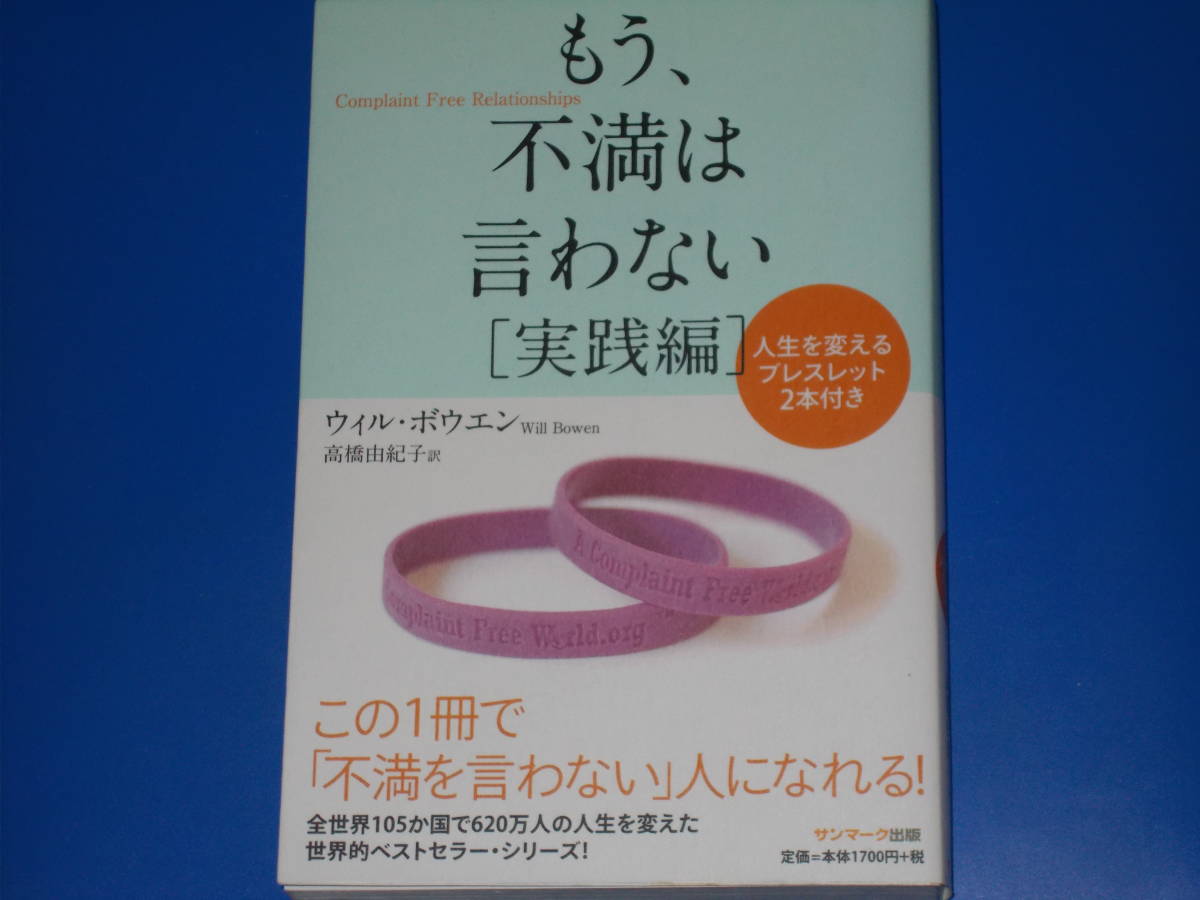 もう、
Complaint Free Relationships
不満は
言わない
[実践編]
人生を変える
ブレスレット
2本付き
ウィル・ボウエン Will Bowen
高橋由紀子 訳
A Complaint Free World
Complaint Free World.org
この1冊で
「不満を言わない」人になれる!
全世界105か国で620万人の人生を変えた
世界的ベストセラー・シリーズ!
サンマーク出版
定価=本体1700円+税